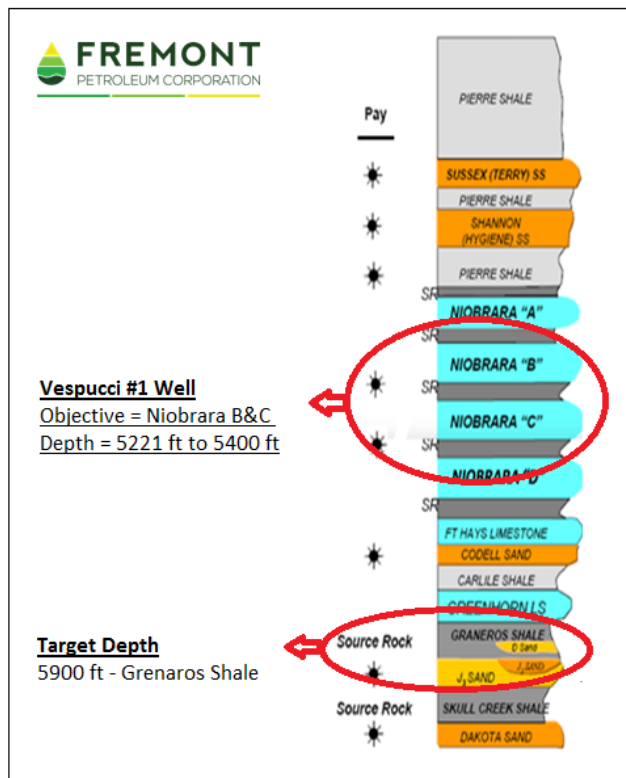 FREMONT
PETROLEUM CORPORATION
Pay
PIERRE SHALE
SUSSEX (TERRY) SS
PIERRE SHALE
SHANNON
(HYGIENE) SS
PIERRE SHALE
SR
NIOBRARA "A"
SR
NIOBRARA "B"
SR
NIOBRARA "C"
SR
NIOBRARA "D"
SR
FT HAYS LIMESTONE
CODELL SAND
CARLILE SHALE
GREENHORN LS
Source Rock
GRANEROS SHALE
D Sand
J SAND
J SAND
Source Rock
SKULL CREEK SHALE
DAKOTA SAND
Vespucci #1 Well
Objective = Niobrara B&C
Depth = 5221 ft to 5400 ft
Target Depth
5900 ft - Grenaros Shale